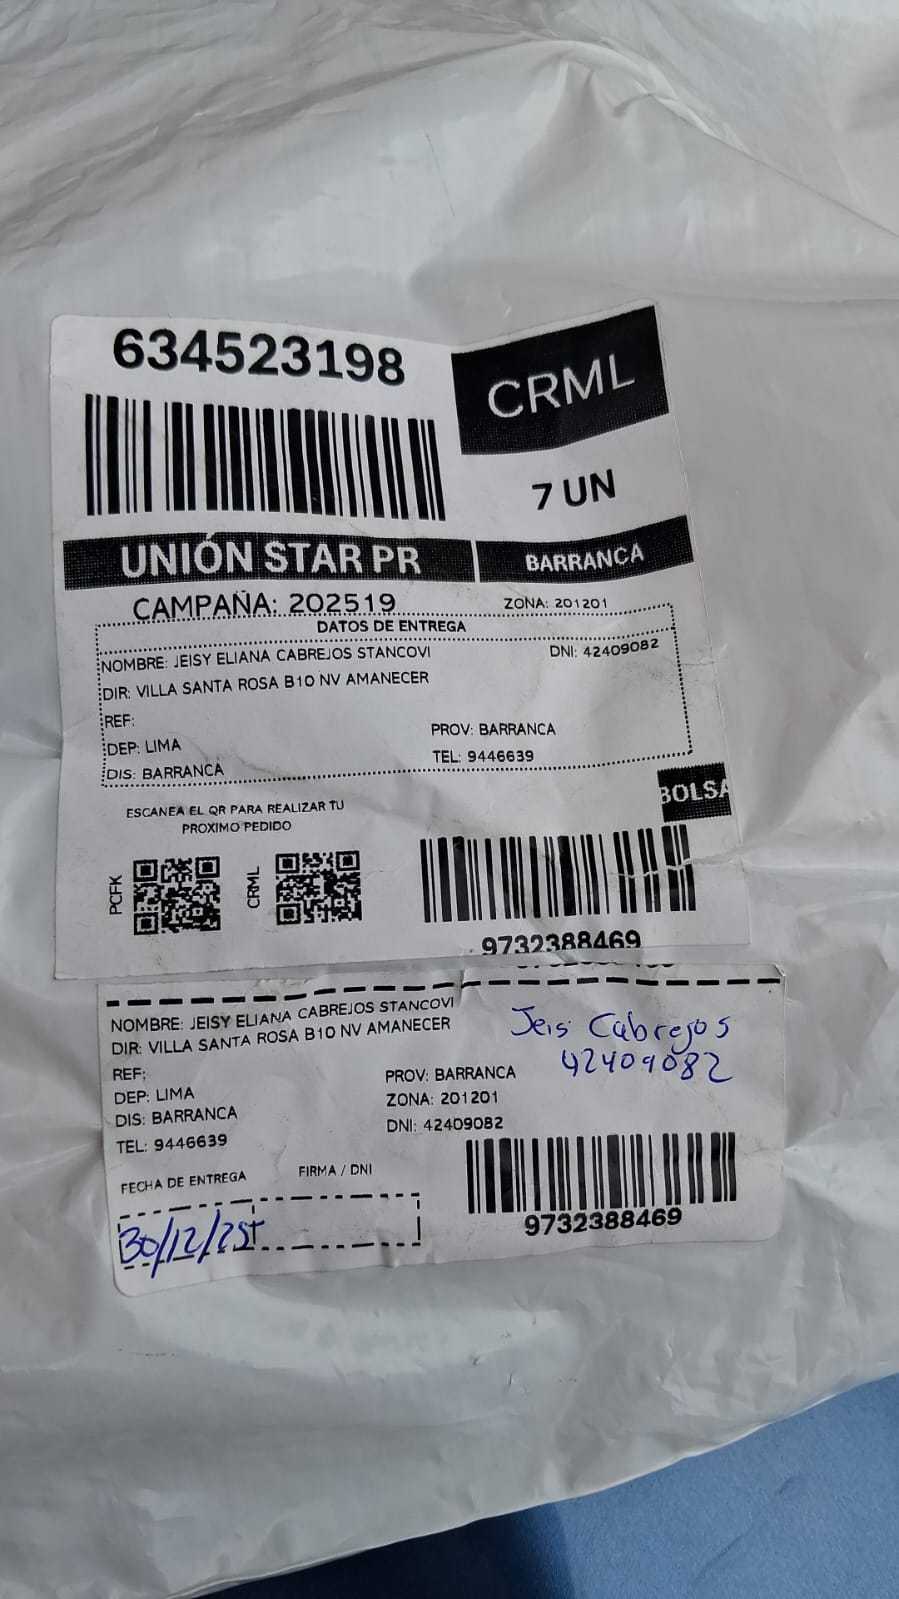 634523198
CRML
7 UN
UNIÓN STAR PR
BARRANCA
CAMPAÑA: 202519
ZONA: 201201
DATOS DE ENTREGA
NOMBRE: JEISY ELIANA CABREJOS STANCOVI
DNI: 42409082
DIR: VILLA SANTA ROSA B10 NV AMANECER
REF:
DEP: LIMA
PROV: BARRANCA
DIS: BARRANCA
TEL: 9446639
BOLSA
ESCANEA EL QR PARA REALIZAR TU
PROXIMO PEDIDO
PCFK
CRML
9732388469
NOMBRE: JEISY ELIANA CABREJOS STANCOVI
DIR: VILLA SANTA ROSA B10 NV AMANECER
Jeis Cabrejos
42409082
REF:
DEP: LIMA
PROV: BARRANCA
DIS: BARRANCA
ZONA: 201201
TEL: 9446639
DNI: 42409082
FECHA DE ENTREGA
FIRMA / DNI
30/12/25
9732388469